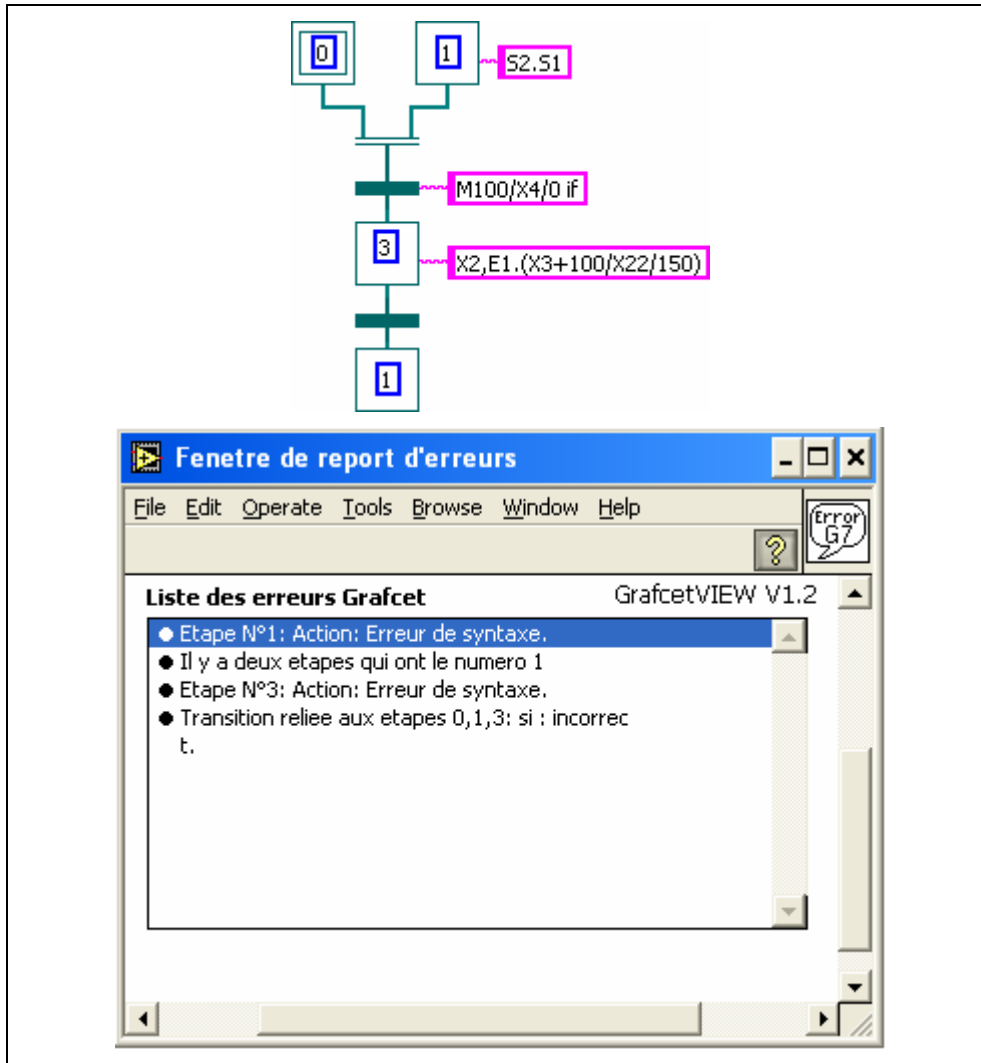 0
1
S2.S1
M100/X4/0 if
3
X2,E1.(X3+100/X22/150)
1
Fenetre de report d'erreurs
File Edit Operate Tools Browse Window Help
?
Error
G7
Liste des erreurs Grafcet
GrafcetVIEW V1.2
Etape N°1: Action: Erreur de syntaxe.
Il y a deux etapes qui ont le numero 1
Etape N°3: Action: Erreur de syntaxe.
Transition reliee aux etapes 0,1,3: si : incorrec
t.